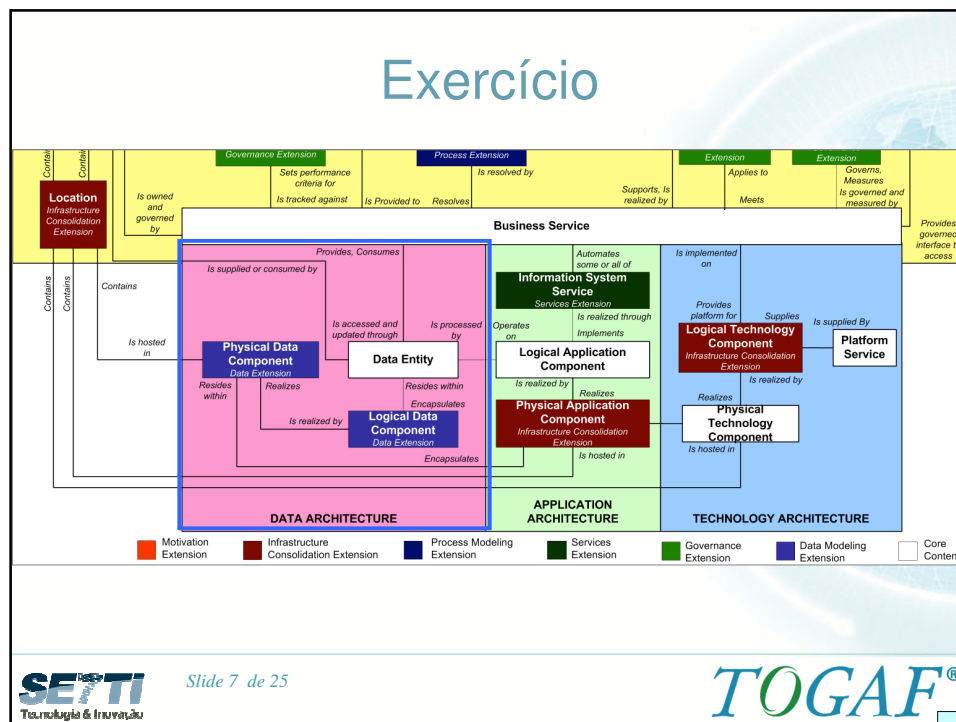 Exercício
Contain
Contain
Governance Extension
Process Extension
Extension
Extension
Sets performance
criteria for
Is tracked against
Is resolved by
Is Provided to
Resolves
Supports, Is
realized by
Applies to
Meets
Governs,
Measures
Is governed and
measured by
Location
Infrastructure
Consolidation
Extension
Is owned
and
governed
by
Business Service
Provides
governed
interface t
access
Contains
Contains
Contains
Provides, Consumes
Is supplied or consumed by
Automates
some or all of
Is implemented
on
Information System
Service
Services Extension
Is realized through
Implements
Provides
platform for
Supplies
Is supplied By
Is accessed and
updated through
Is processed
by
Operates
on
Is hosted
in
Physical Data
Component
Data Extension
Data Entity
Logical Application
Component
Logical Technology
Component
Infrastructure Consolidation
Extension
Platform
Service
Resides
within
Realizes
Resides within
Is realized by
Is realized by
Encapsulates
Realizes
Realizes
Is realized by
Logical Data
Component
Data Extension
Physical Application
Component
Infrastructure Consolidation
Extension
Physical
Technology
Component
Encapsulates
Is hosted in
Is hosted in
DATA ARCHITECTURE
APPLICATION
ARCHITECTURE
TECHNOLOGY ARCHITECTURE
Motivation
Extension
Infrastructure
Consolidation Extension
Process Modeling
Extension
Services
Extension
Governance
Extension
Data Modeling
Extension
Core
Conten
Slide 7 de 25
Tecnologia & Inovação
TOGAF®